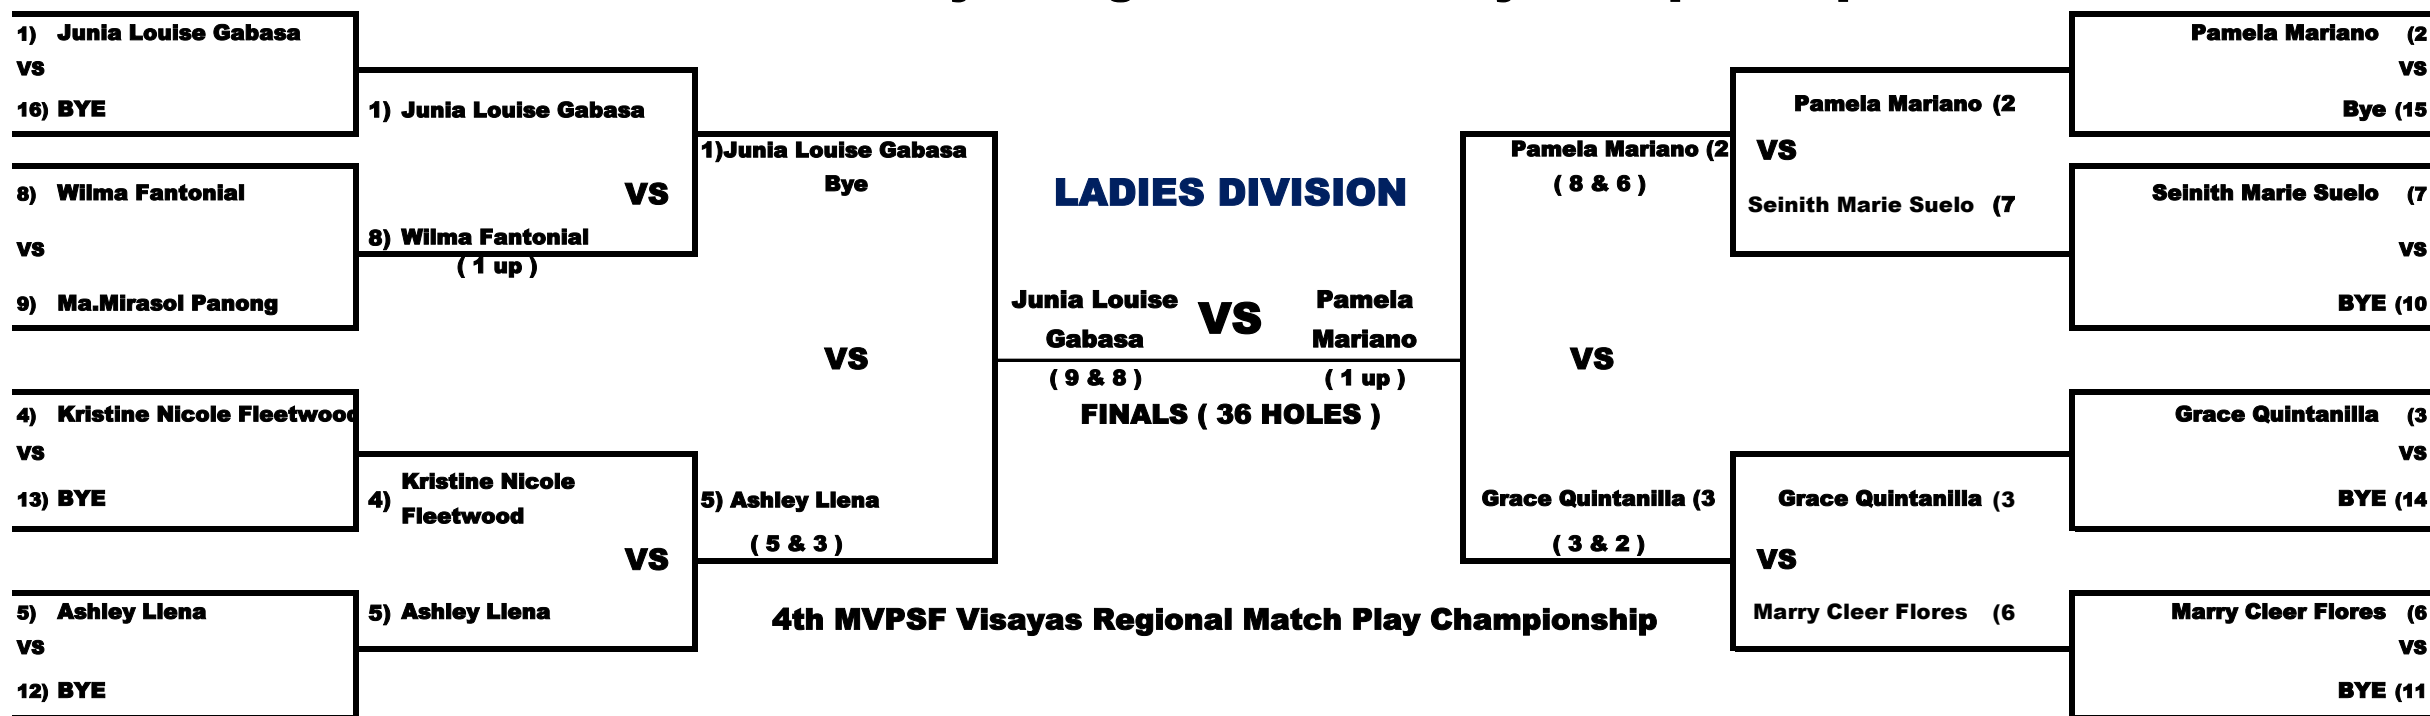 1) Junia Louise Gabasa
VS
16) BYE
8) Wilma Fantonial
VS
9) Ma.Mirasol Panong
4) Kristine Nicole Fleetwood
VS
13) BYE
5) Ashley Llena
VS
12) BYE
1) Junia Louise Gabasa
VS
8) Wilma Fantonial
( 1 up )
4) Kristine Nicole
Fleetwood
VS
5) Ashley Llena
1)Junia Louise Gabasa
Bye
VS
5) Ashley Llena
( 5 & 3 )
LADIES DIVISION
Junia Louise
Gabasa
( 9 & 8 )
VS
Pamela
Mariano
( 1 up )
FINALS ( 36 HOLES )
4th MVPSF Visayas Regional Match Play Championship
Pamela Mariano (2
( 8 & 6 )
VS
Grace Quintanilla (3
( 3 & 2 )
Pamela Mariano (2
VS
Seinith Marie Suelo (7
Grace Quintanilla (3
VS
Marry Cleer Flores (6
Pamela Mariano (2
VS
Bye (15
Seinith Marie Suelo (7
VS
BYE (10
Grace Quintanilla (3
VS
BYE (14
Marry Cleer Flores (6
VS
BYE (11